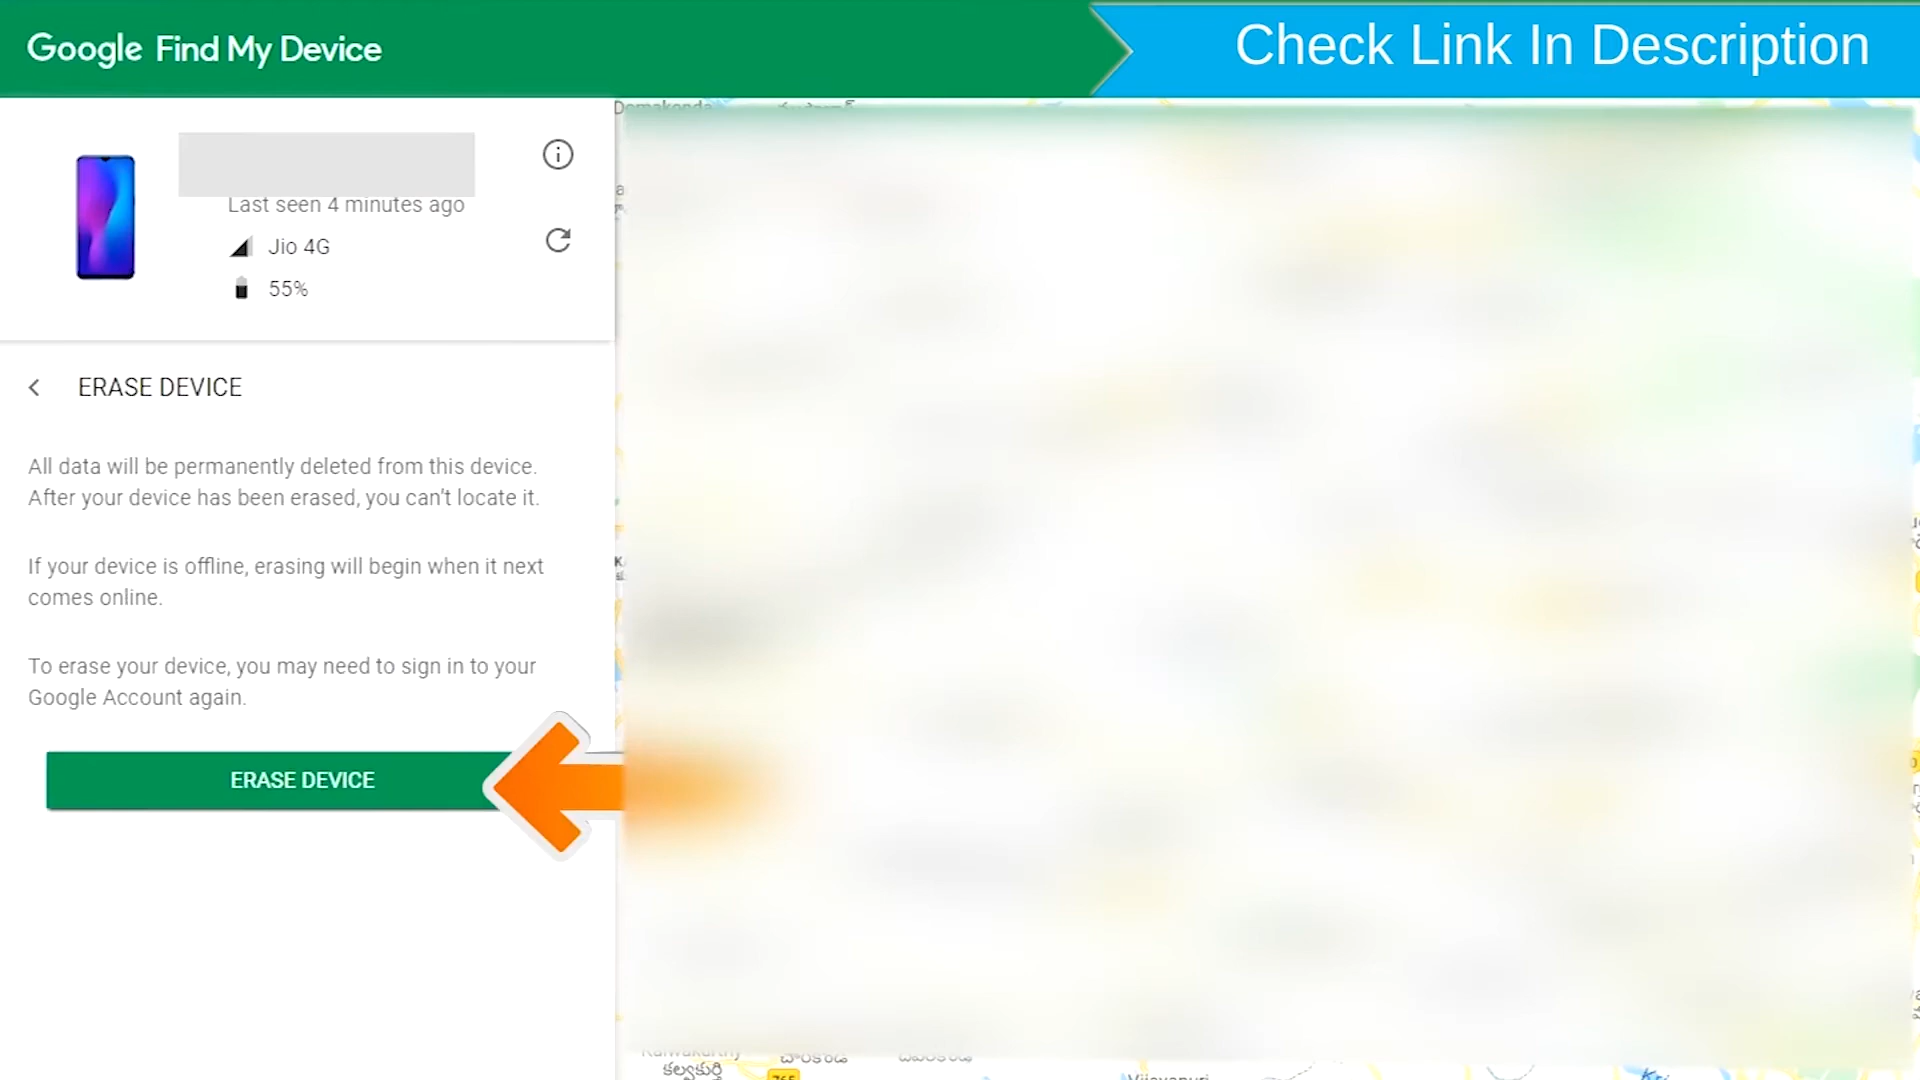 Google Find My Device
Check Link In Description
Last seen 4 minutes ago
Jio 4G
55%
ERASE DEVICE
All data will be permanently deleted from this device.
After your device has been erased, you can't locate it.
If your device is offline, erasing will begin when it next
comes online.
To erase your device, you may need to sign in to your
Google Account again.
ERASE DEVICE
కల్వకుర్తి
765